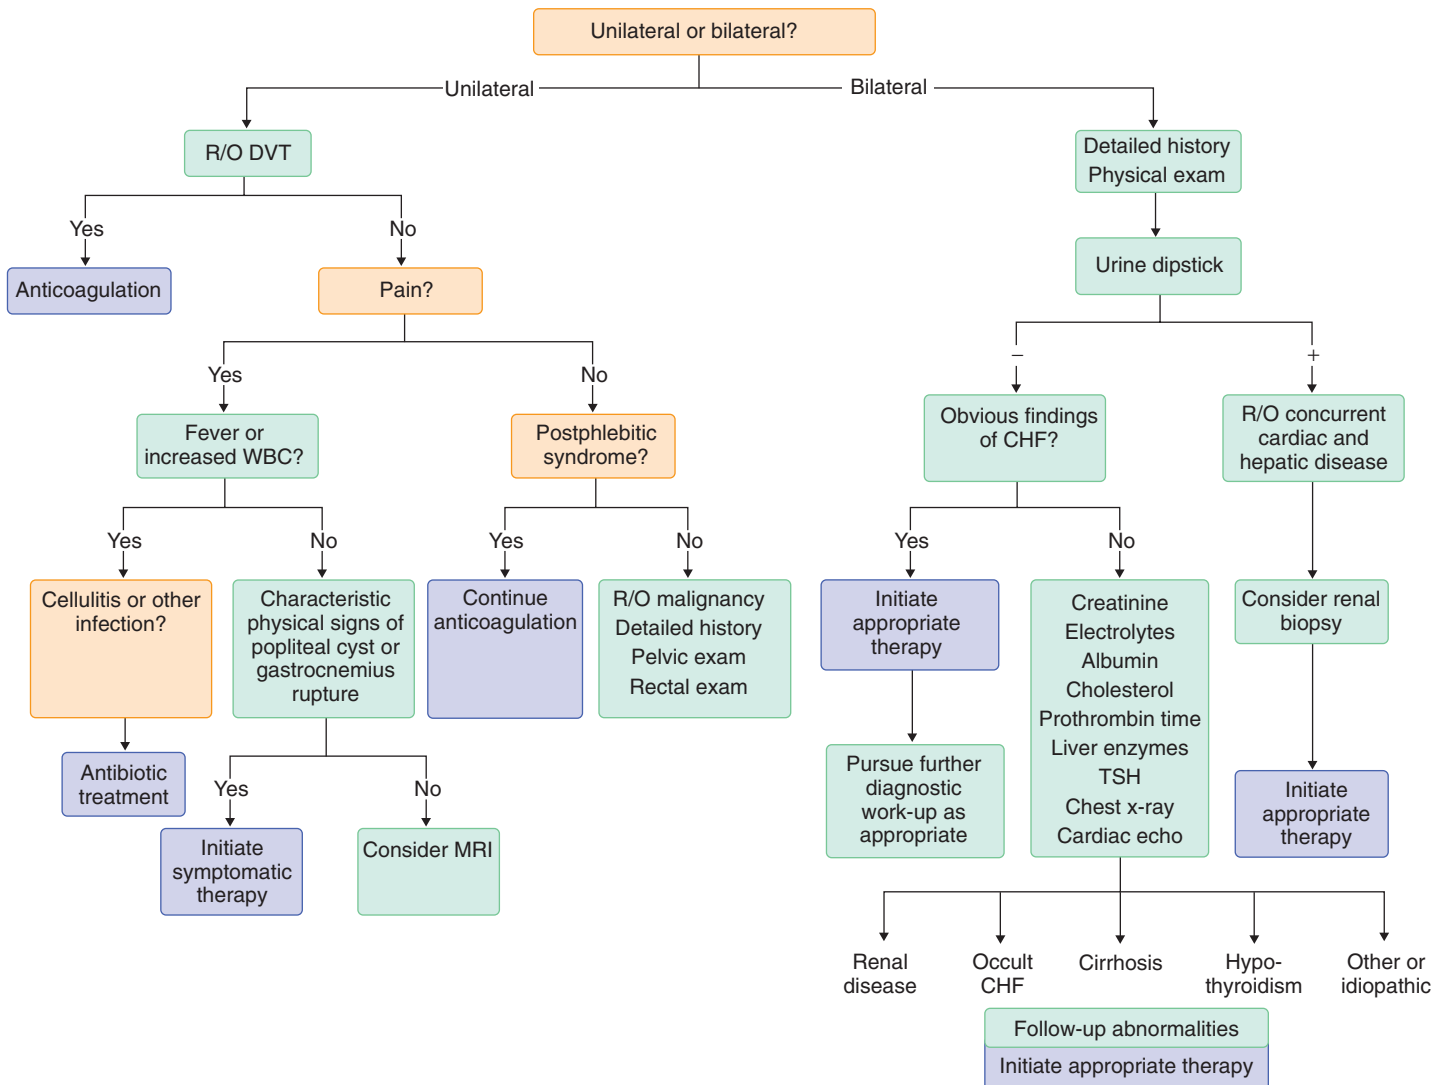 Unilateral or bilateral?
Unilateral
Bilateral
R/O DVT
Detailed history
Physical exam
Yes
No
Anticoagulation
Pain?
Urine dipstick
Yes
No
–
+
Fever or
increased WBC?
Postphlebitic
syndrome?
Obvious findings
of CHF?
R/O concurrent
cardiac and
hepatic disease
Yes
No
Yes
No
Yes
No
Cellulitis or other
infection?
Characteristic
physical signs of
popliteal cyst or
gastrocnemius
rupture
Continue
anticoagulation
R/O malignancy
Detailed history
Pelvic exam
Rectal exam
Initiate
appropriate
therapy
Creatinine
Electrolytes
Albumin
Cholesterol
Prothrombin time
Liver enzymes
TSH
Chest x-ray
Cardiac echo
Consider renal
biopsy
Antibiotic
treatment
Yes
No
Pursue further
diagnostic
work-up as
appropriate
Initiate
appropriate
therapy
Initiate
symptomatic
therapy
Consider MRI
Renal
disease
Occult
CHF
Cirrhosis
Hypo-
thyroidism
Other or
idiopathic
Follow-up abnormalities
Initiate appropriate therapy